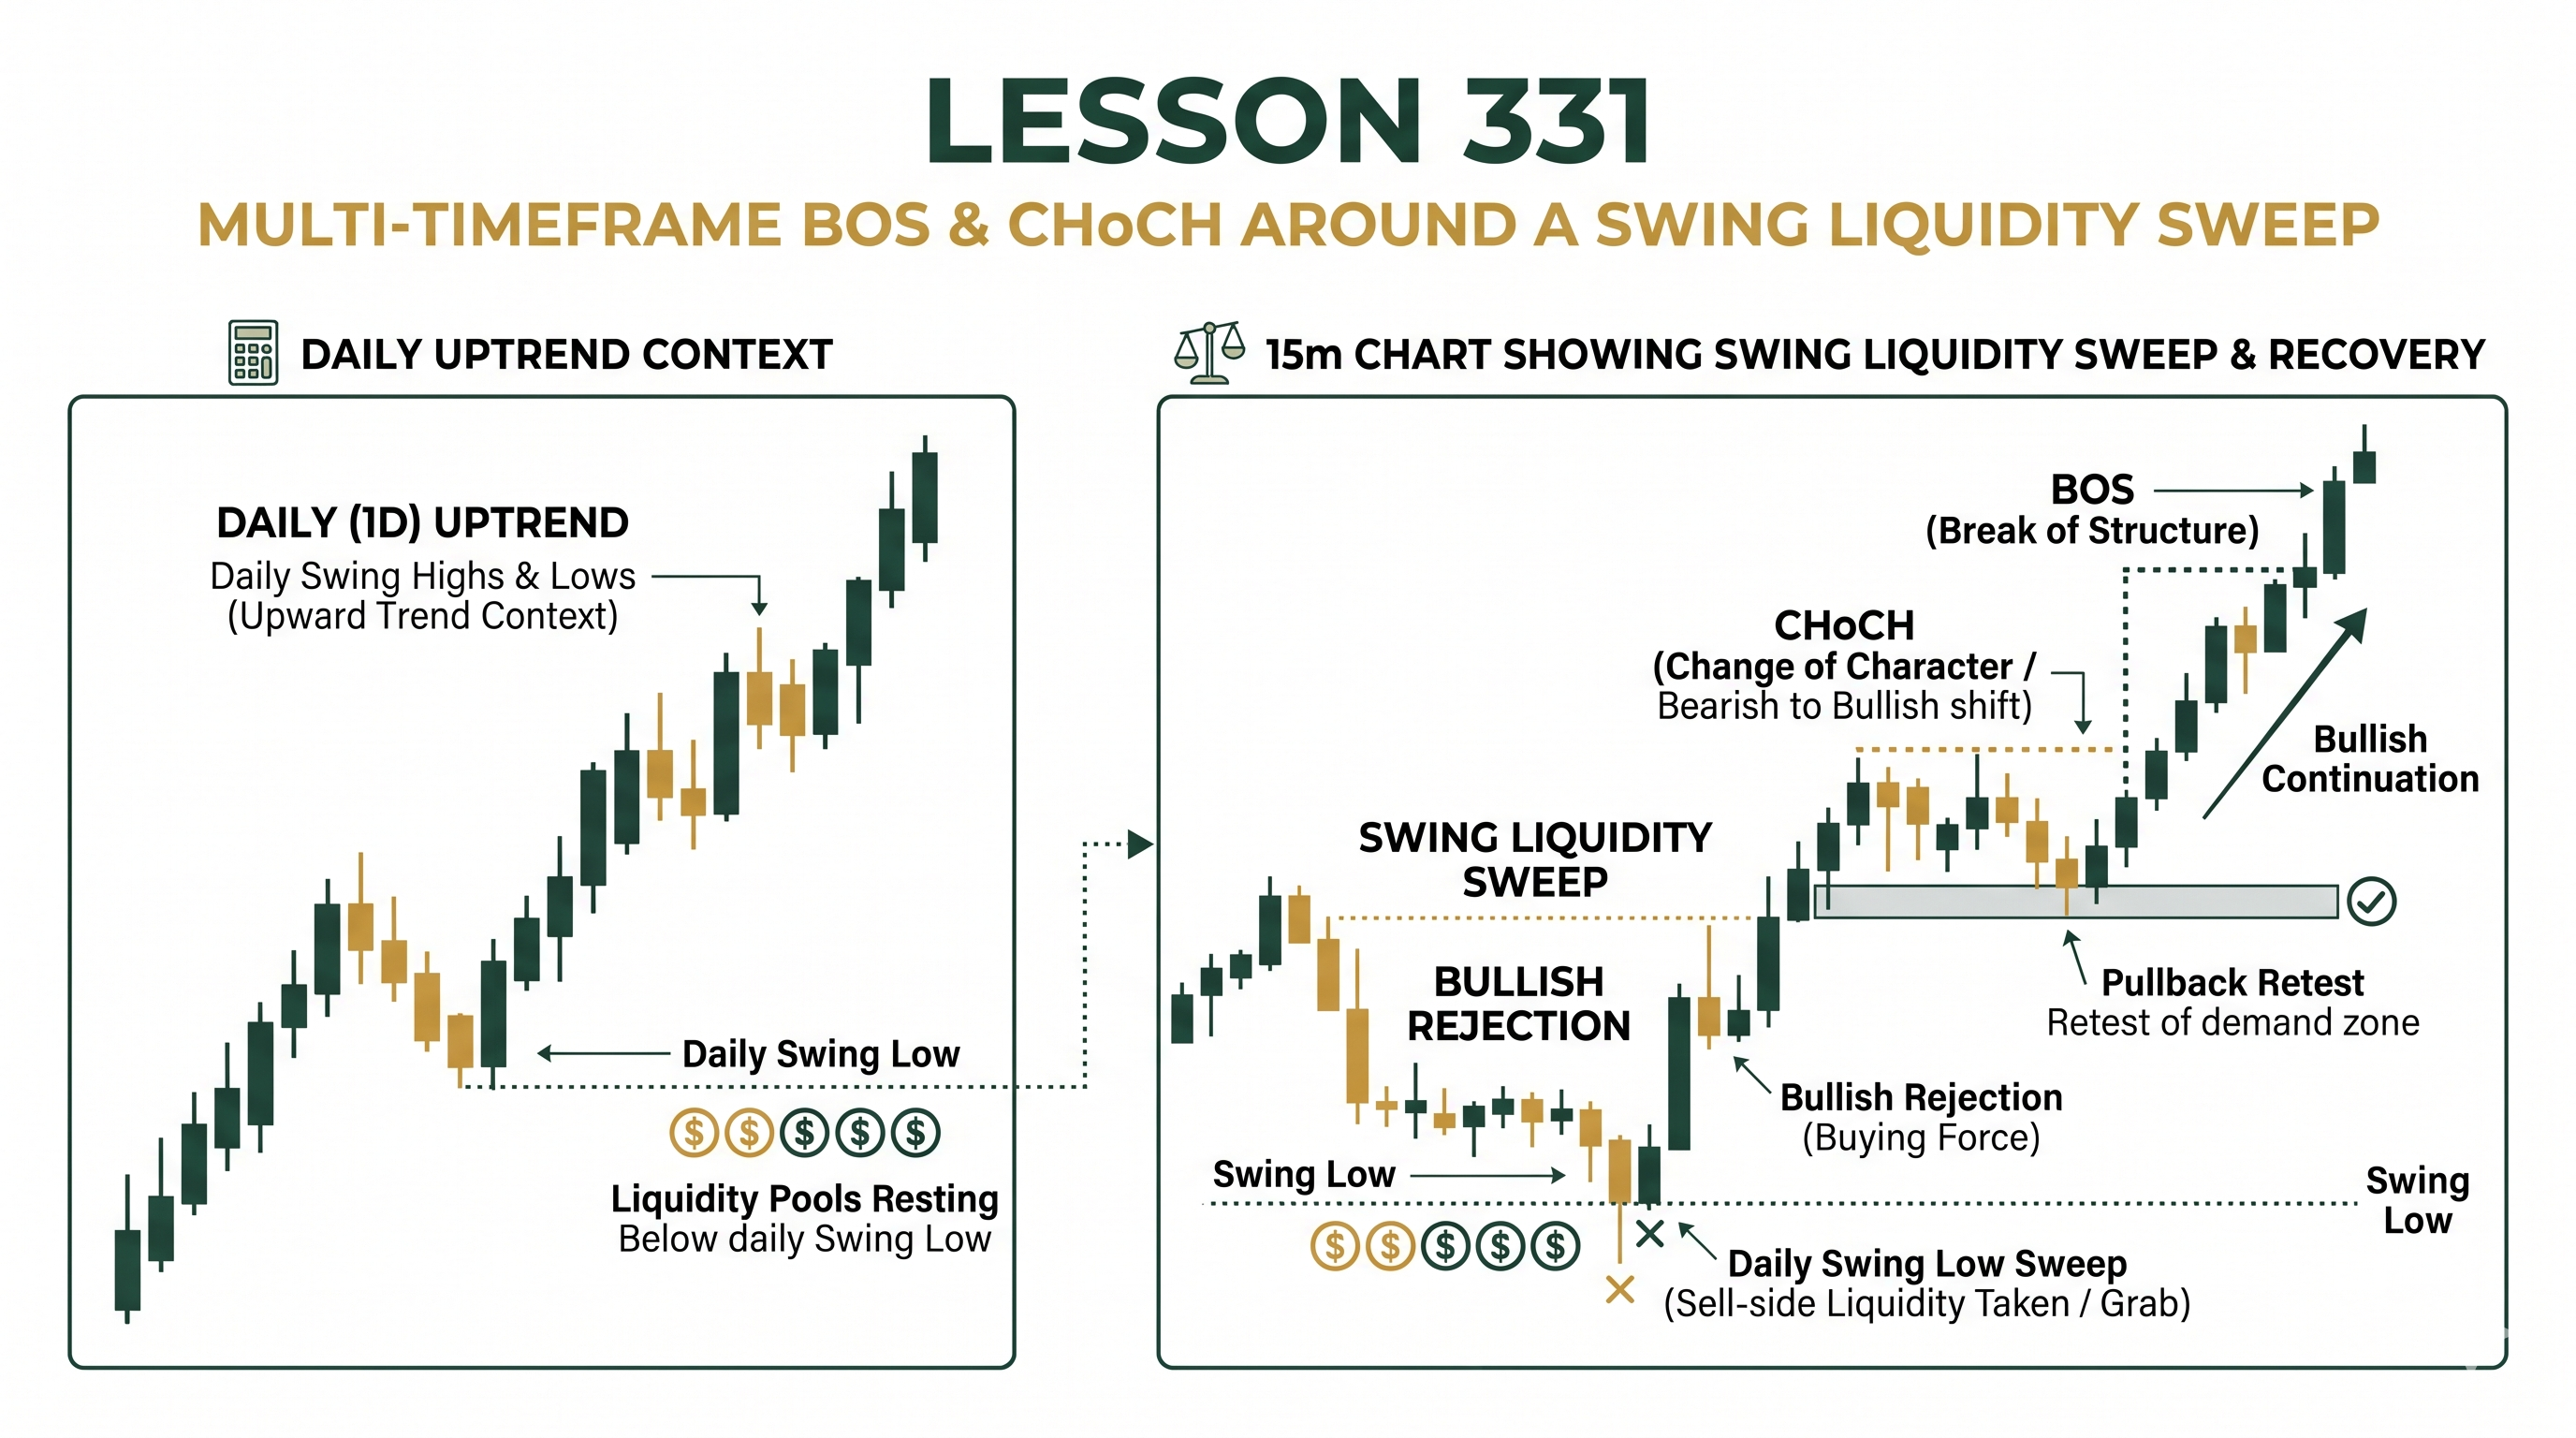 LESSON 331
MULTI-TIMEFRAME BOS & CHoCH AROUND A SWING LIQUIDITY SWEEP
DAILY UPTREND CONTEXT
DAILY (1D) UPTREND
Daily Swing Highs & Lows
(Upward Trend Context)
Daily Swing Low
$ $ $ $ $
Liquidity Pools Resting
Below daily Swing Low
15m CHART SHOWING SWING LIQUIDITY SWEEP & RECOVERY
BOS
(Break of Structure)
CHoCH
(Change of Character /
Bearish to Bullish shift)
Bullish
Continuation
SWING LIQUIDITY
SWEEP
BULLISH
REJECTION
Pullback Retest
Retest of demand zone
Bullish Rejection
(Buying Force)
Swing Low
Swing
Low
$ $ $ $ $
Daily Swing Low Sweep
(Sell-side Liquidity Taken / Grab)